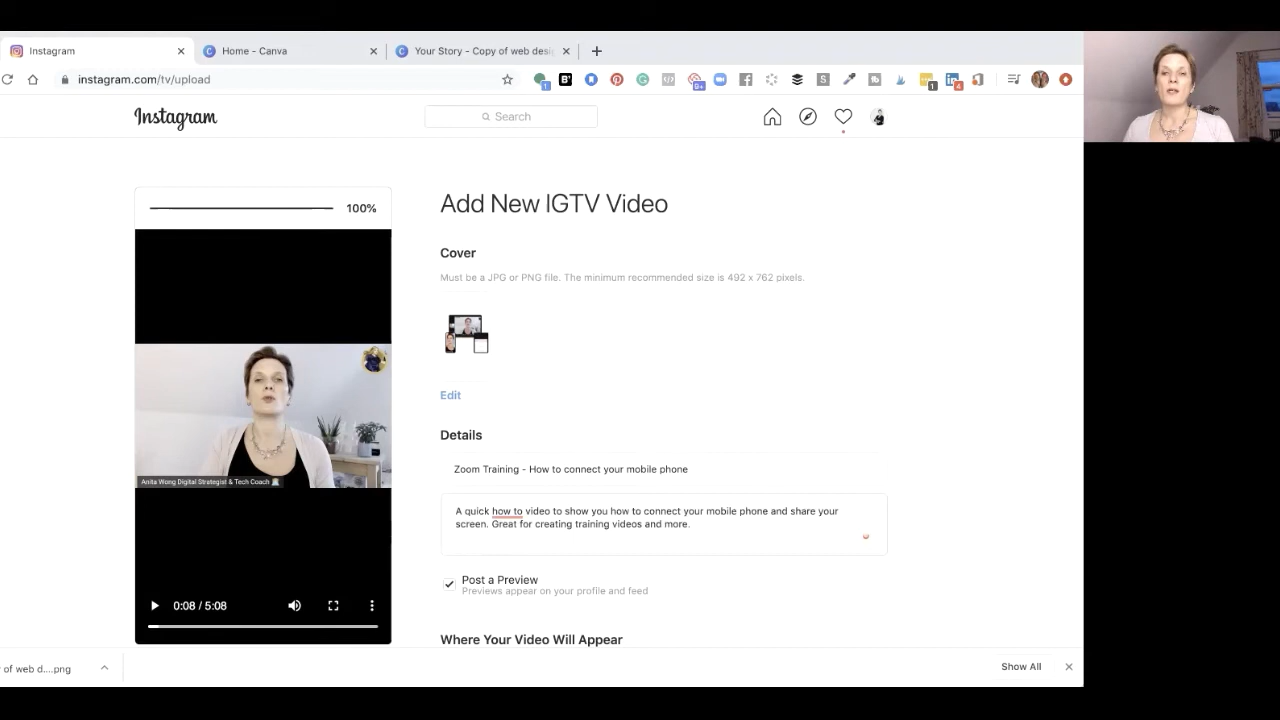 Instagram
Home - Canva
Your Story - Copy of web desi
instagram.com/tv/upload
1
B
S
9+
1
4
Instagram
Search
100%
Add New IGTV Video
Cover
Must be a JPG or PNG file. The minimum recommended size is 492 x 762 pixels.
Edit
Details
Zoom Training - How to connect your mobile phone
A quick how to video to show you how to connect your mobile phone and share your
screen. Great for creating training videos and more.
Anita Wong Digital Strategist & Tech Coach
Post a Preview
Previews appear on your profile and feed
0:08 / 5:08
Where Your Video Will Appear
of web d....png
Show All